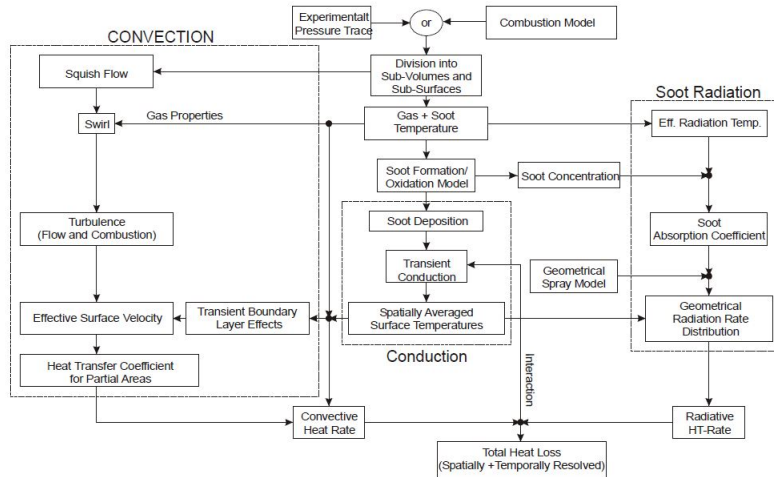 Experimentalt
Pressure Trace
or
Combustion Model
CONVECTION
Squish Flow
Division into
Sub-Volumes and
Sub-Surfaces
Soot Radiation
Swirl
Gas Properties
Gas + Soot
Temperature
Eff. Radiation Temp.
Soot Formation/
Oxidation Model
Soot Concentration
Turbulence
(Flow and Combustion)
Soot Deposition
Soot
Absorption Coefficient
Transient
Conduction
Geometrical
Spray Model
Effective Surface Velocity
Transient Boundary
Layer Effects
Spatially Averaged
Surface Temperatures
Geometrical
Radiation Rate
Distribution
Conduction
Heat Transfer Coefficient
for Partial Areas
Interaction
Convective
Heat Rate
Radiative
HT-Rate
Total Heat Loss
(Spatially +Temporally Resolved)